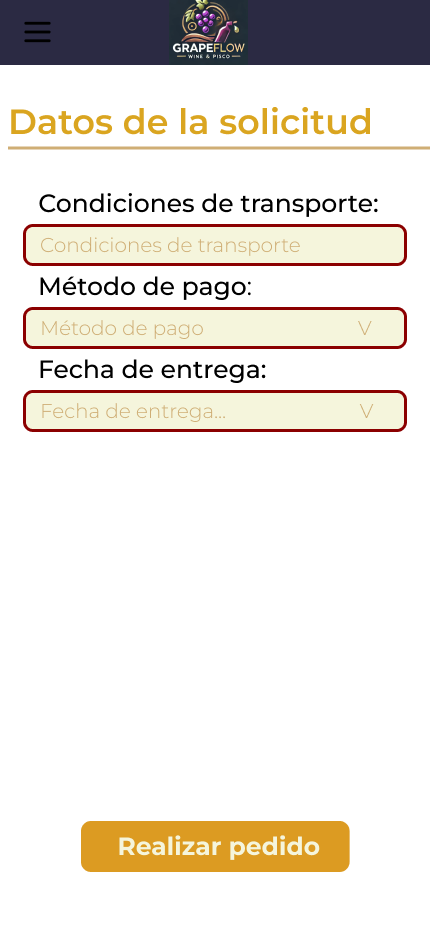 GRAPEFLOW
WINE & PISCO
Datos de la solicitud
Condiciones de transporte:
Condiciones de transporte
Método de pago:
Método de pago V
Fecha de entrega:
Fecha de entrega... V
Realizar pedido